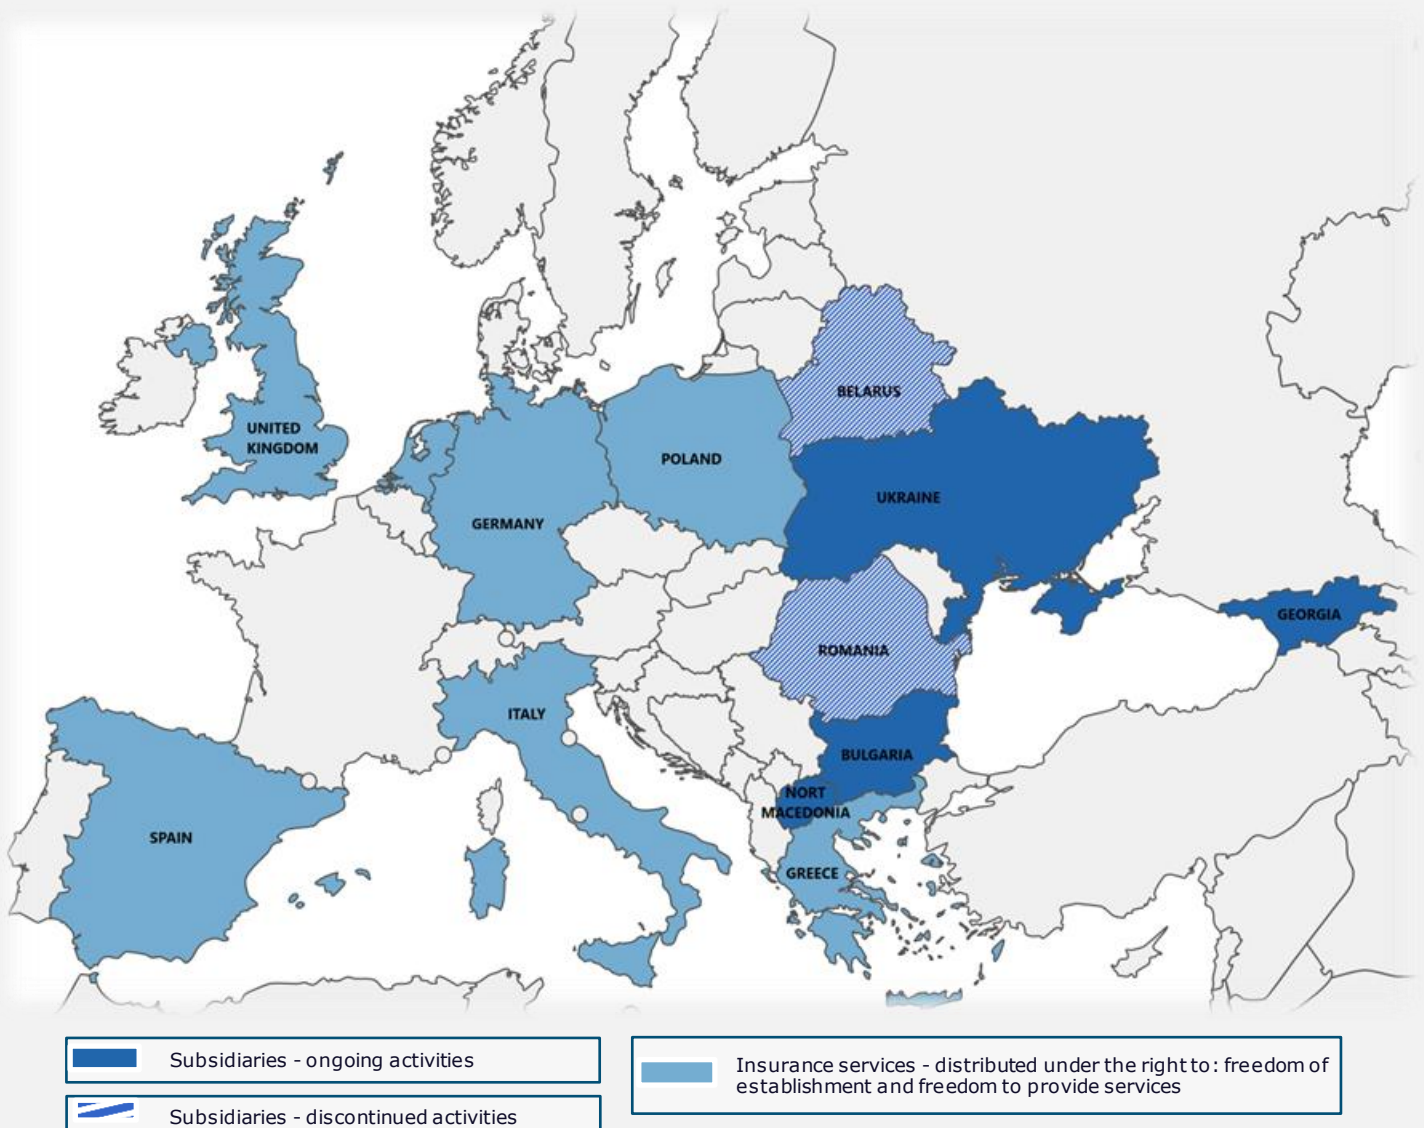 BELARUS
UNITED
KINGDOM
POLAND
UKRAINE
GERMANY
GEORGIA
ROMANIA
ITALY
BULGARIA
NORT
MACEDONIA
SPAIN
GREECE
Subsidiaries - ongoing activities
Subsidiaries - discontinued activities
Insurance services - distributed under the right to: freedom of
establishment and freedom to provide services